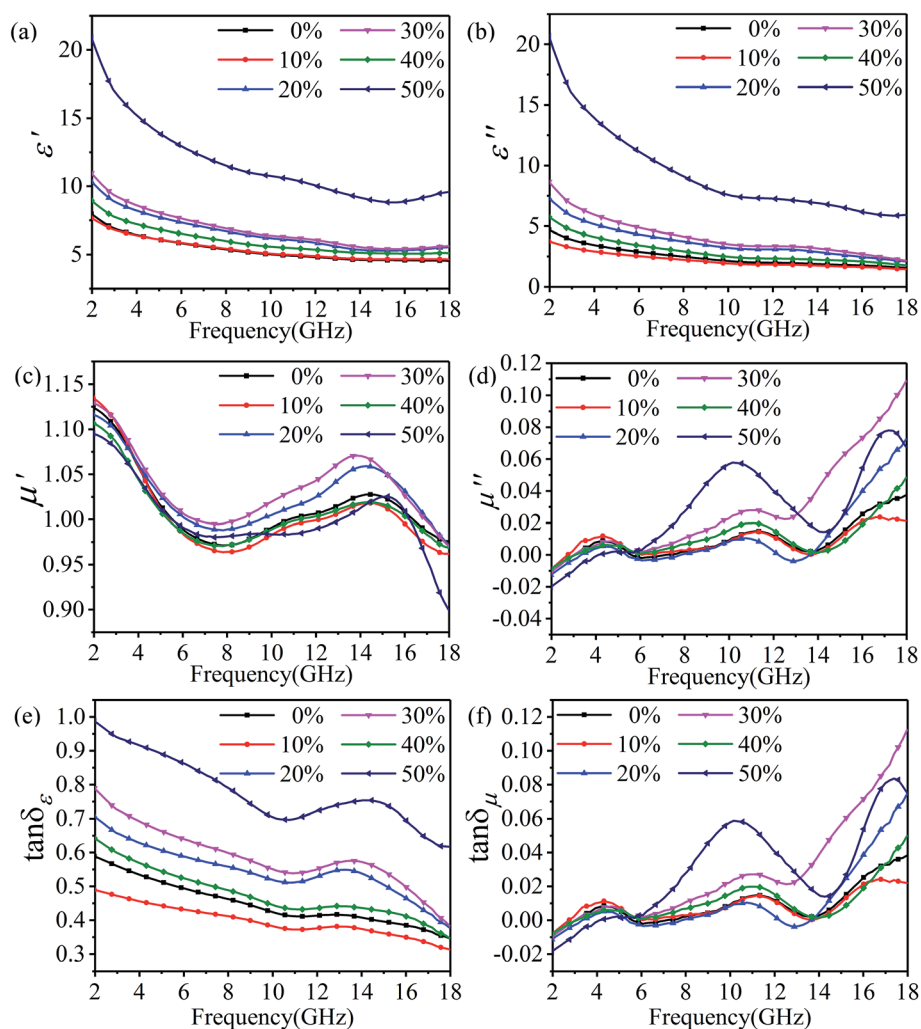 (a)
0% 30%
10% 40%
20% 50%
ε′
20
15
10
5
2 4 6 8 10 12 14 16 18
Frequency(GHz)
(b)
0% 30%
10% 40%
20% 50%
ε′′
20
15
10
5
0
2 4 6 8 10 12 14 16 18
Frequency(GHz)
(c)
0% 30%
10% 40%
20% 50%
μ′
1.15
1.10
1.05
1.00
0.95
0.90
2 4 6 8 10 12 14 16 18
Frequency(GHz)
(d)
0% 30%
10% 40%
20% 50%
μ′′
0.12
0.10
0.08
0.06
0.04
0.02
0.00
-0.02
-0.04
2 4 6 8 10 12 14 16 18
Frequency(GHz)
(e)
0% 30%
10% 40%
20% 50%
tanδε
1.0
0.9
0.8
0.7
0.6
0.5
0.4
0.3
2 4 6 8 10 12 14 16 18
Frequency(GHz)
(f)
0% 30%
10% 40%
20% 50%
tanδμ
0.12
0.10
0.08
0.06
0.04
0.02
0.00
-0.02
2 4 6 8 10 12 14 16 18
Frequency(GHz)